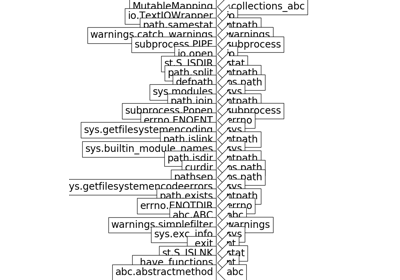 MutableMapping collections_abc
io.TextIOWrapper io
path.samestat ntpath
warnings.catch_warnings warnings
subprocess.PIPE subprocess
io.open io
st.S_ISDIR stat
path.split ntpath
defpath os.path
sys.modules sys
path.join ntpath
subprocess.Popen subprocess
errno.ENOENT errno
sys.getfilesystemencoding sys
path.islink ntpath
sys.builtin_module_names sys
path.isdir ntpath
curdir os.path
pathsep os.path
sys.getfilesystemencodeerrors sys
path.exists ntpath
errno.ENOTDIR errno
abc.ABC abc
warnings.simplefilter warnings
sys.exc_info sys
_exit nt
st.S_ISLNK stat
_have_functions nt
abc.abstractmethod abc